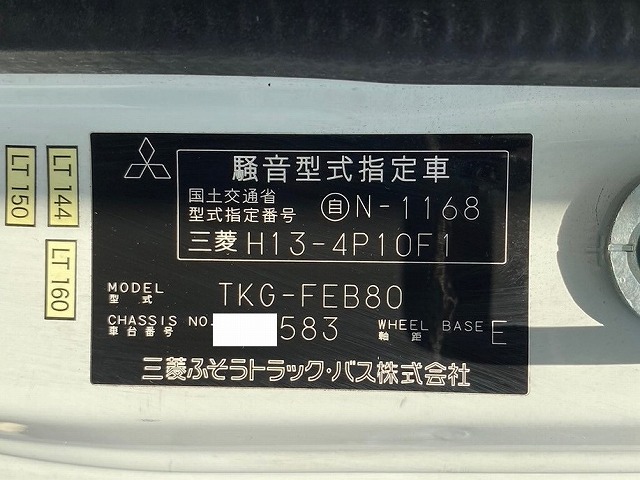 騒音型式指定車
国土交通省
型式指定番号 自 N-1168
三菱 H13-4P10F1
MODEL
型式
TKG-FEB80
CHASSIS NO.
車台番号
583
WHEEL BASE
軸距
E
三菱ふそうトラック・バス株式会社
LT 150
LT 144
LT 160